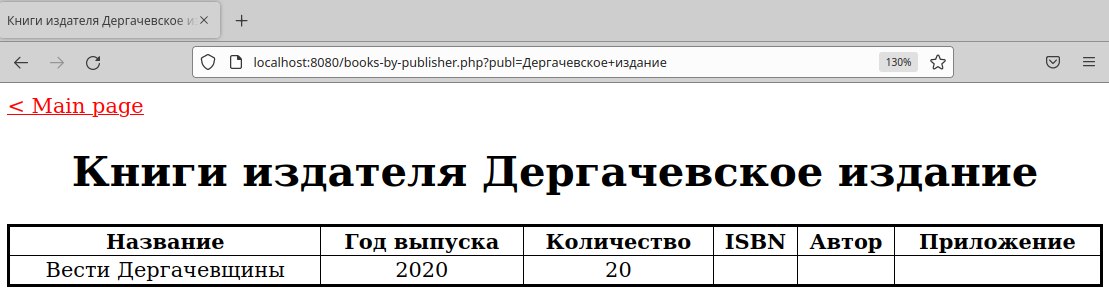 Книги издателя Дергачевское и
localhost:8080/books-by-publisher.php?publ=Дергачевское+издание 130%
< Main page
Книги издателя Дергачевское издание
Название Год выпуска Количество ISBN Автор Приложение
Вести Дергачевщины 2020 20